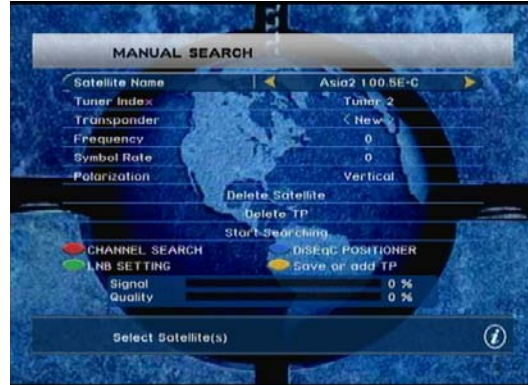 MANUAL SEARCH
Satellite Name Asia2 100.5E-C
Tuner Index Tuner 2
Transponder < New >
Frequency 0
Symbol Rate 0
Polarization Vertical
Delete Satellite
Delete TP
Start Searching
CHANNEL SEARCH DiSEqC POSITIONER
LNB SETTING Save or add TP
Signal 0 %
Quality 0 %
Select Satellite(s) i